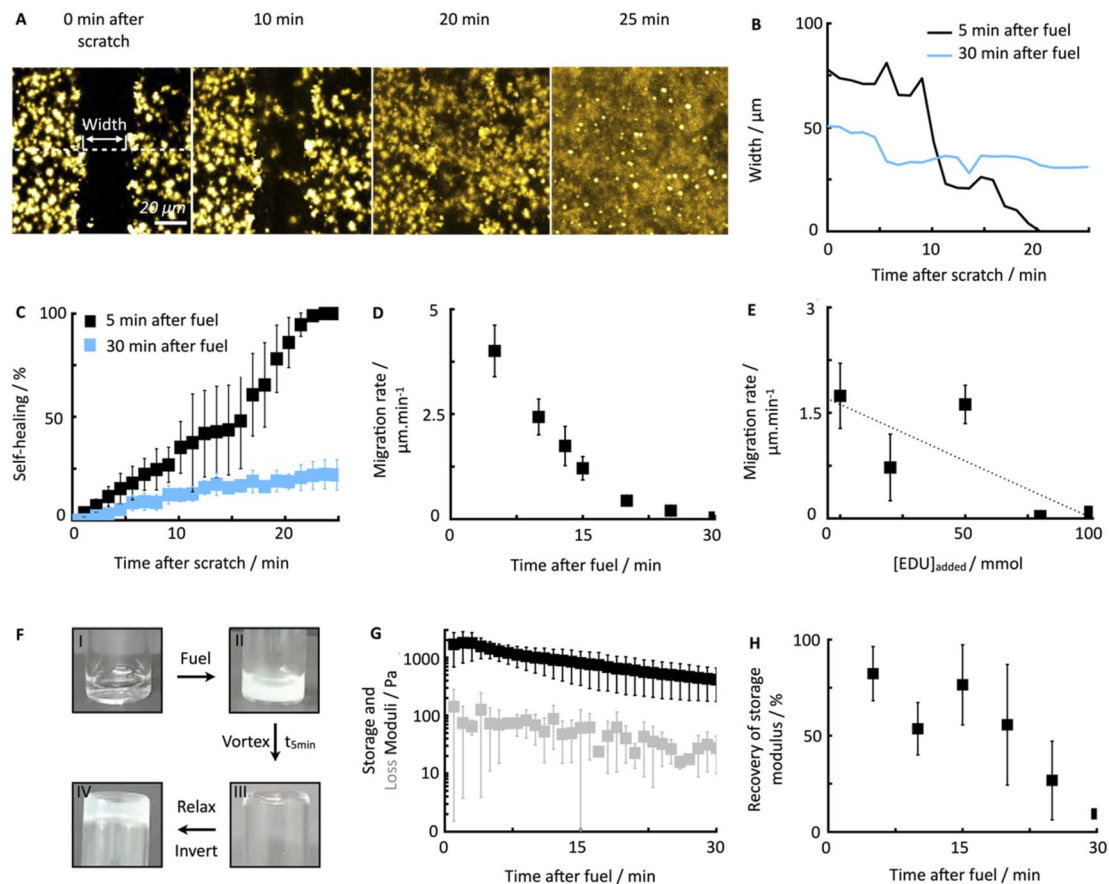 A
0 min after
scratch
10 min
20 min
25 min
Width
20 µm
B
5 min after fuel
30 min after fuel
100
50
0
Width / µm
0
10
20
Time after scratch / min
C
5 min after fuel
30 min after fuel
100
50
0
Self-healing / %
0
10
20
Time after scratch / min
D
5
2.5
0
Migration rate /
µm.min⁻¹
0
15
30
Time after fuel / min
E
3
1.5
0
Migration rate /
µm.min⁻¹
0
50
100
[EDU]added / mmol
F
I
Fuel
II
Vortex
t5min
III
Relax
Invert
IV
G
1000
100
10
0
Storage and
Loss Moduli / Pa
0
15
30
Time after fuel / min
H
100
50
0
Recovery of storage
modulus / %
0
15
30
Time after fuel / min